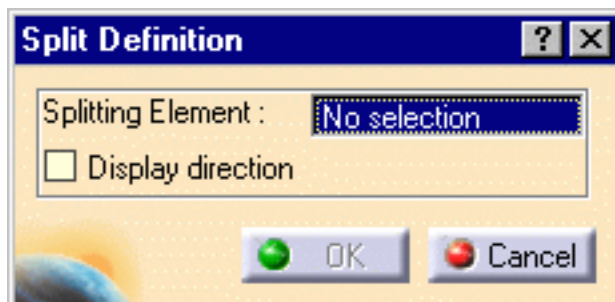 Split Definition ? X
Splitting Element : No selection
Display direction
OK Cancel